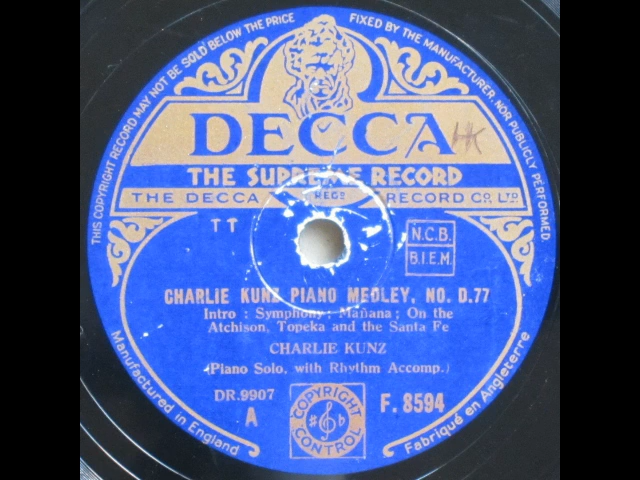 THIS COPYRIGHT RECORD MAY NOT BE SOLD BELOW THE PRICE FIXED BY THE MANUFACTURER, NOR PUBLICLY PERFORMED.
DECCA
HK
THE SUPREME RECORD
THE DECCA REGD RECORD CO., LTD
TT
N.C.B.
B.I.E.M.
CHARLIE KUNZ PIANO MEDLEY, NO. D.77
Intro : Symphony ; Mañana ; On the
Atchison, Topeka and the Santa Fe
CHARLIE KUNZ
(Piano Solo, with Rhythm Accomp.)
DR.9907
A
COPYRIGHT CONTROL
F. 8594
Manufactured in England
Fabriqué en Angleterre